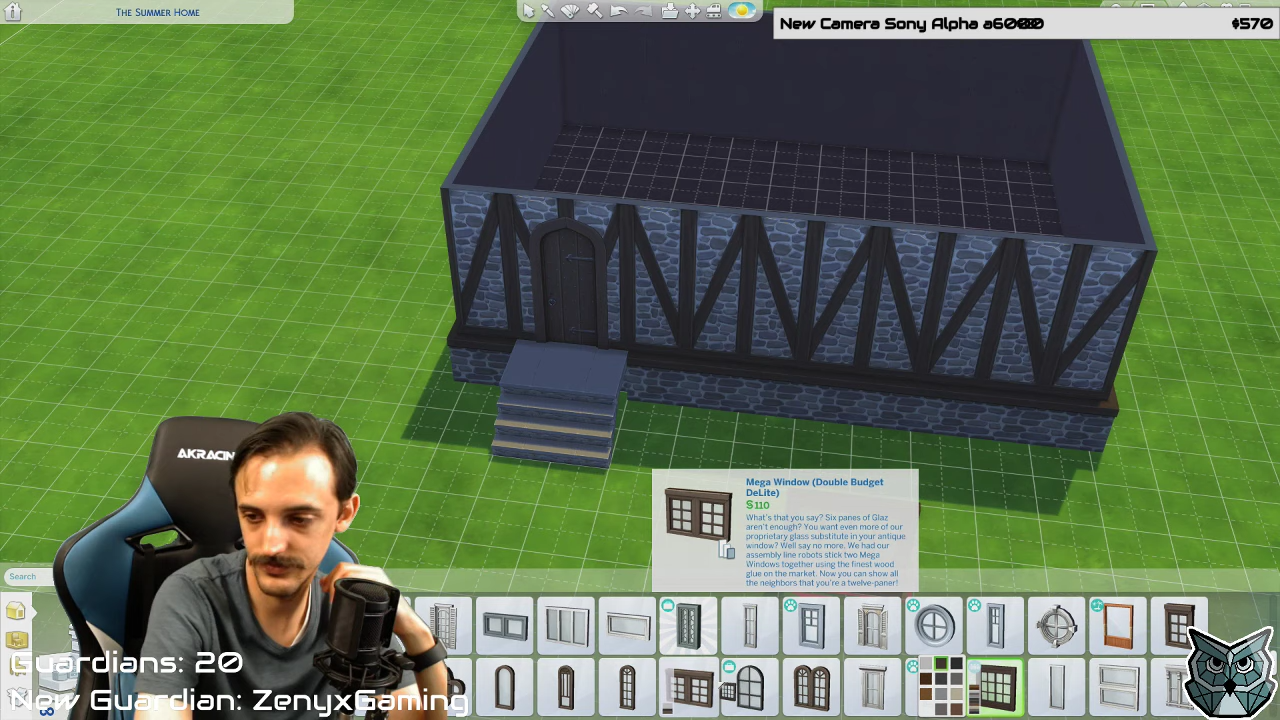 The Summer Home
New Camera Sony Alpha a6000 $570
AKRACIN
Mega Window (Double Budget
DeLite)
$110
What's that you say? Six panes of Glaz
aren't enough? You want even more of our
proprietary glass substitute in your antique
window? Well say no more. We had our
assembly line robots stick two Mega
Windows together using the finest wood
glue on the market. Now you can show all
the neighbors that you're a twelve-paner!
Search
Guardians: 20
New Guardian: ZenyxGaming